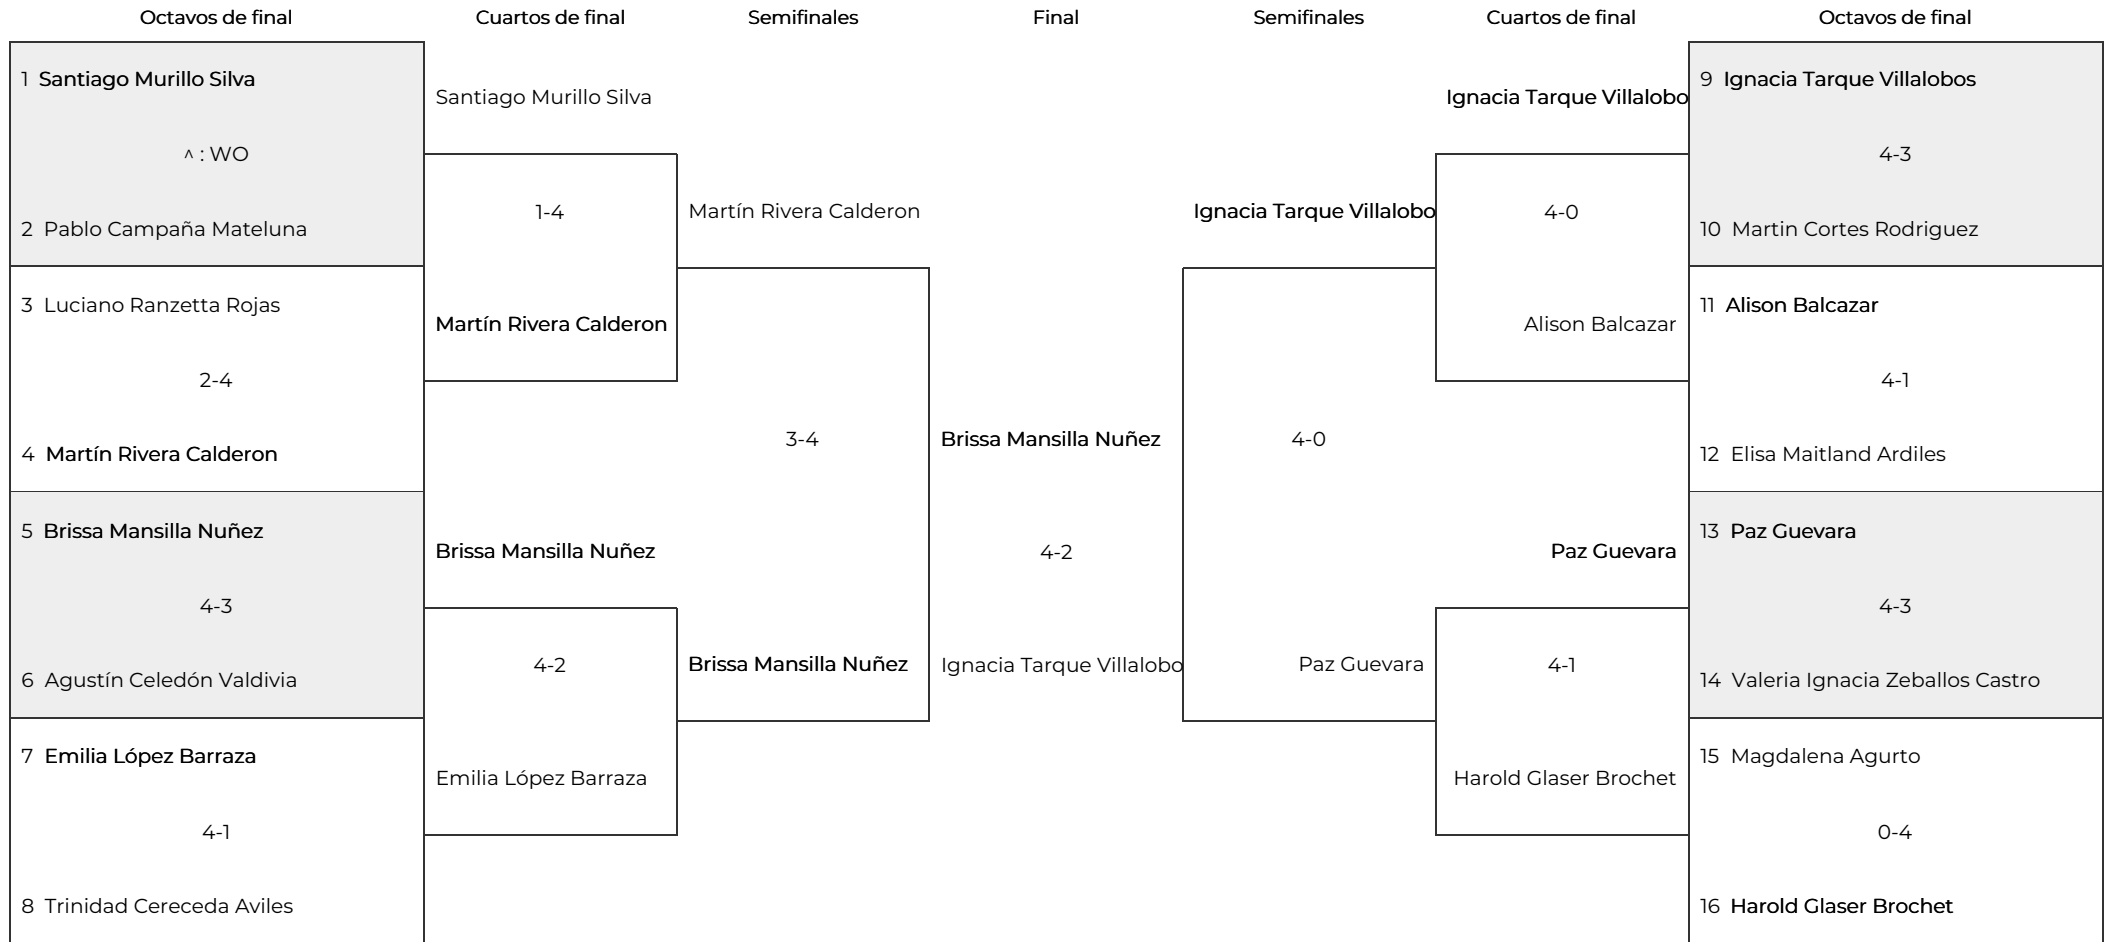 Octavos de final
Cuartos de final
Semifinales
Final
Semifinales
Cuartos de final
Octavos de final
1 Santiago Murillo Silva
^ : WO
2 Pablo Campaña Mateluna
3 Luciano Ranzetta Rojas
2-4
4 Martín Rivera Calderon
5 Brissa Mansilla Nuñez
4-3
6 Agustín Celedón Valdivia
7 Emilia López Barraza
4-1
8 Trinidad Cereceda Aviles
Santiago Murillo Silva
1-4
Martín Rivera Calderon
Brissa Mansilla Nuñez
4-2
Emilia López Barraza
Martín Rivera Calderon
3-4
Brissa Mansilla Nuñez
Brissa Mansilla Nuñez
4-2
Ignacia Tarque Villalobo
Ignacia Tarque Villalobo
4-0
Paz Guevara
Ignacia Tarque Villalobo
4-0
Alison Balcazar
Paz Guevara
4-1
Harold Glaser Brochet
9 Ignacia Tarque Villalobos
4-3
10 Martin Cortes Rodriguez
11 Alison Balcazar
4-1
12 Elisa Maitland Ardiles
13 Paz Guevara
4-3
14 Valeria Ignacia Zeballos Castro
15 Magdalena Agurto
0-4
16 Harold Glaser Brochet